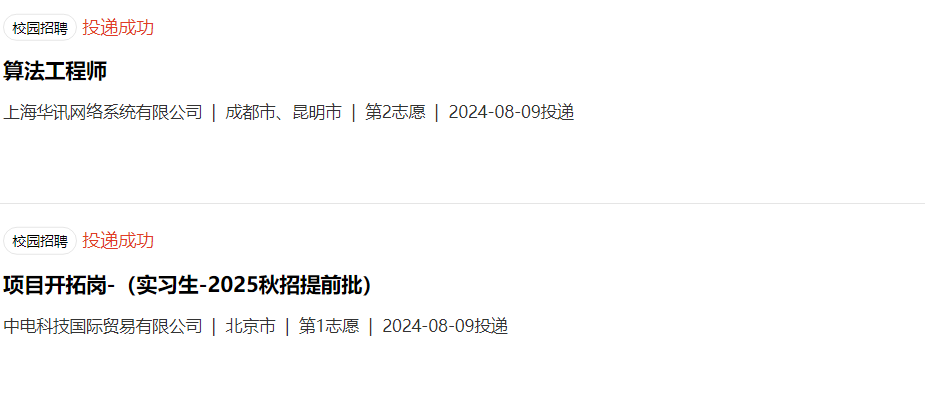 校园招聘 投递成功
算法工程师
上海华讯网络系统有限公司 | 成都市、昆明市 | 第2志愿 | 2024-08-09投递
校园招聘 投递成功
项目开拓岗-（实习生-2025秋招提前批）
中电科技国际贸易有限公司 | 北京市 | 第1志愿 | 2024-08-09投递